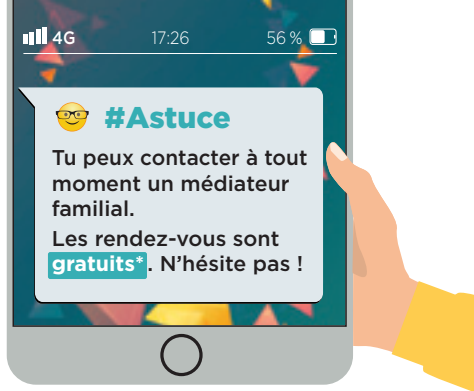 4G 17:26 56 %
#Astuce
Tu peux contacter à tout
moment un médiateur
familial.
Les rendez-vous sont
gratuits*. N’hésite pas !